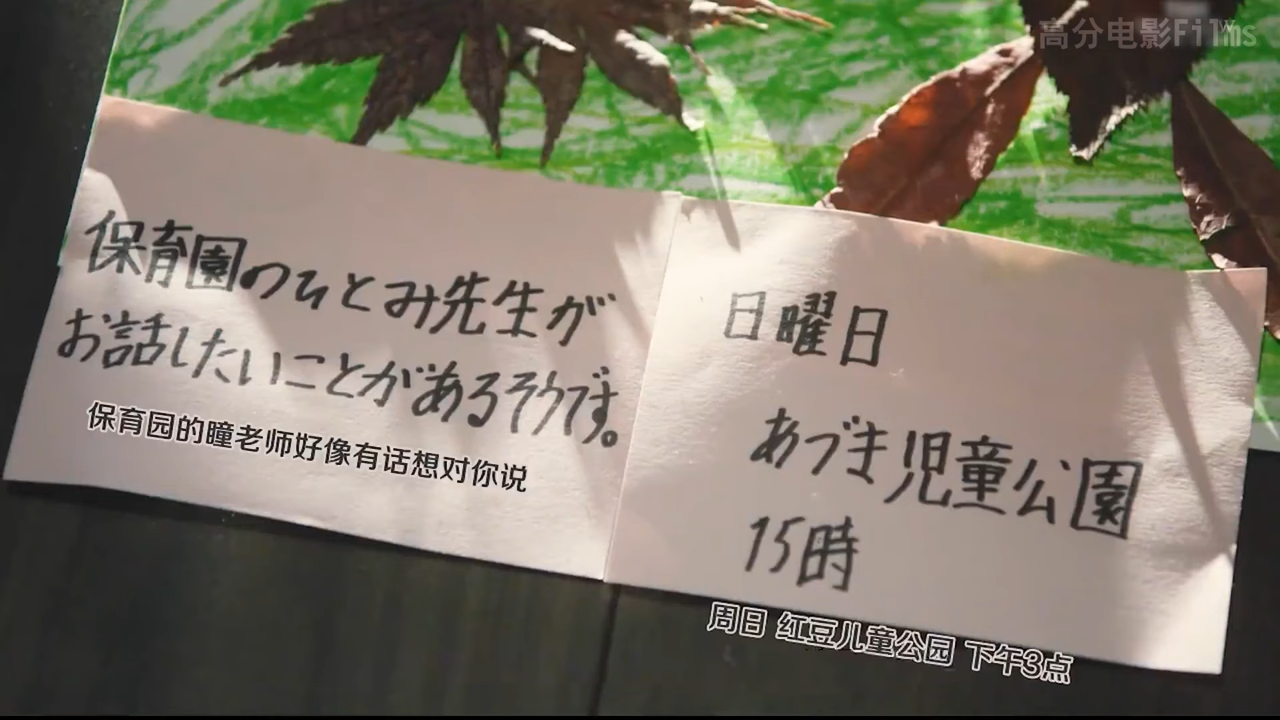 高分电影Films
保育園のひとみ先生が
お話したいことがあるそうです。
保育园的瞳老师好像有话想对你说
日曜日
あづま児童公園
15時
周日 红豆儿童公园 下午3点